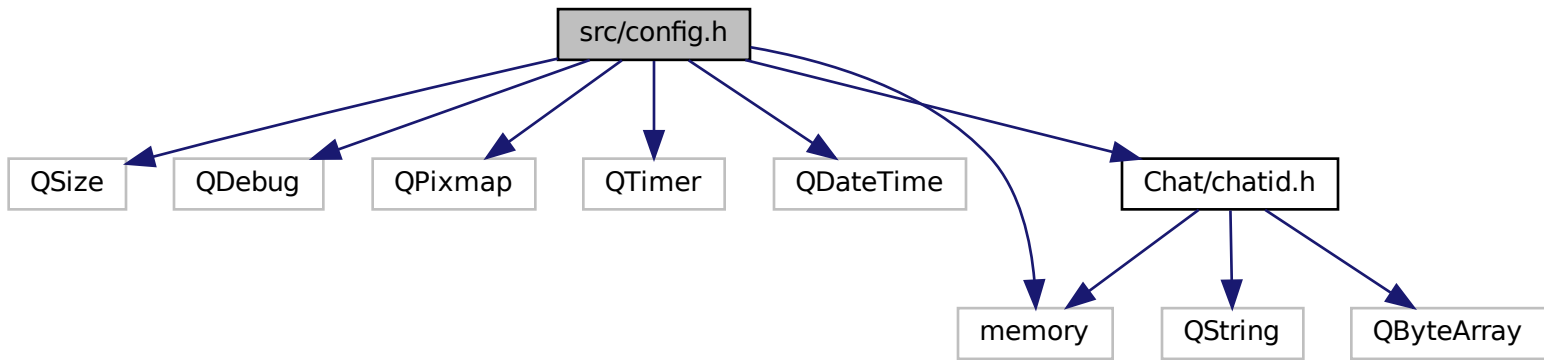 src/config.h
QSize
QDebug
QPixmap
QTimer
QDateTime
Chat/chatid.h
memory
QString
QByteArray